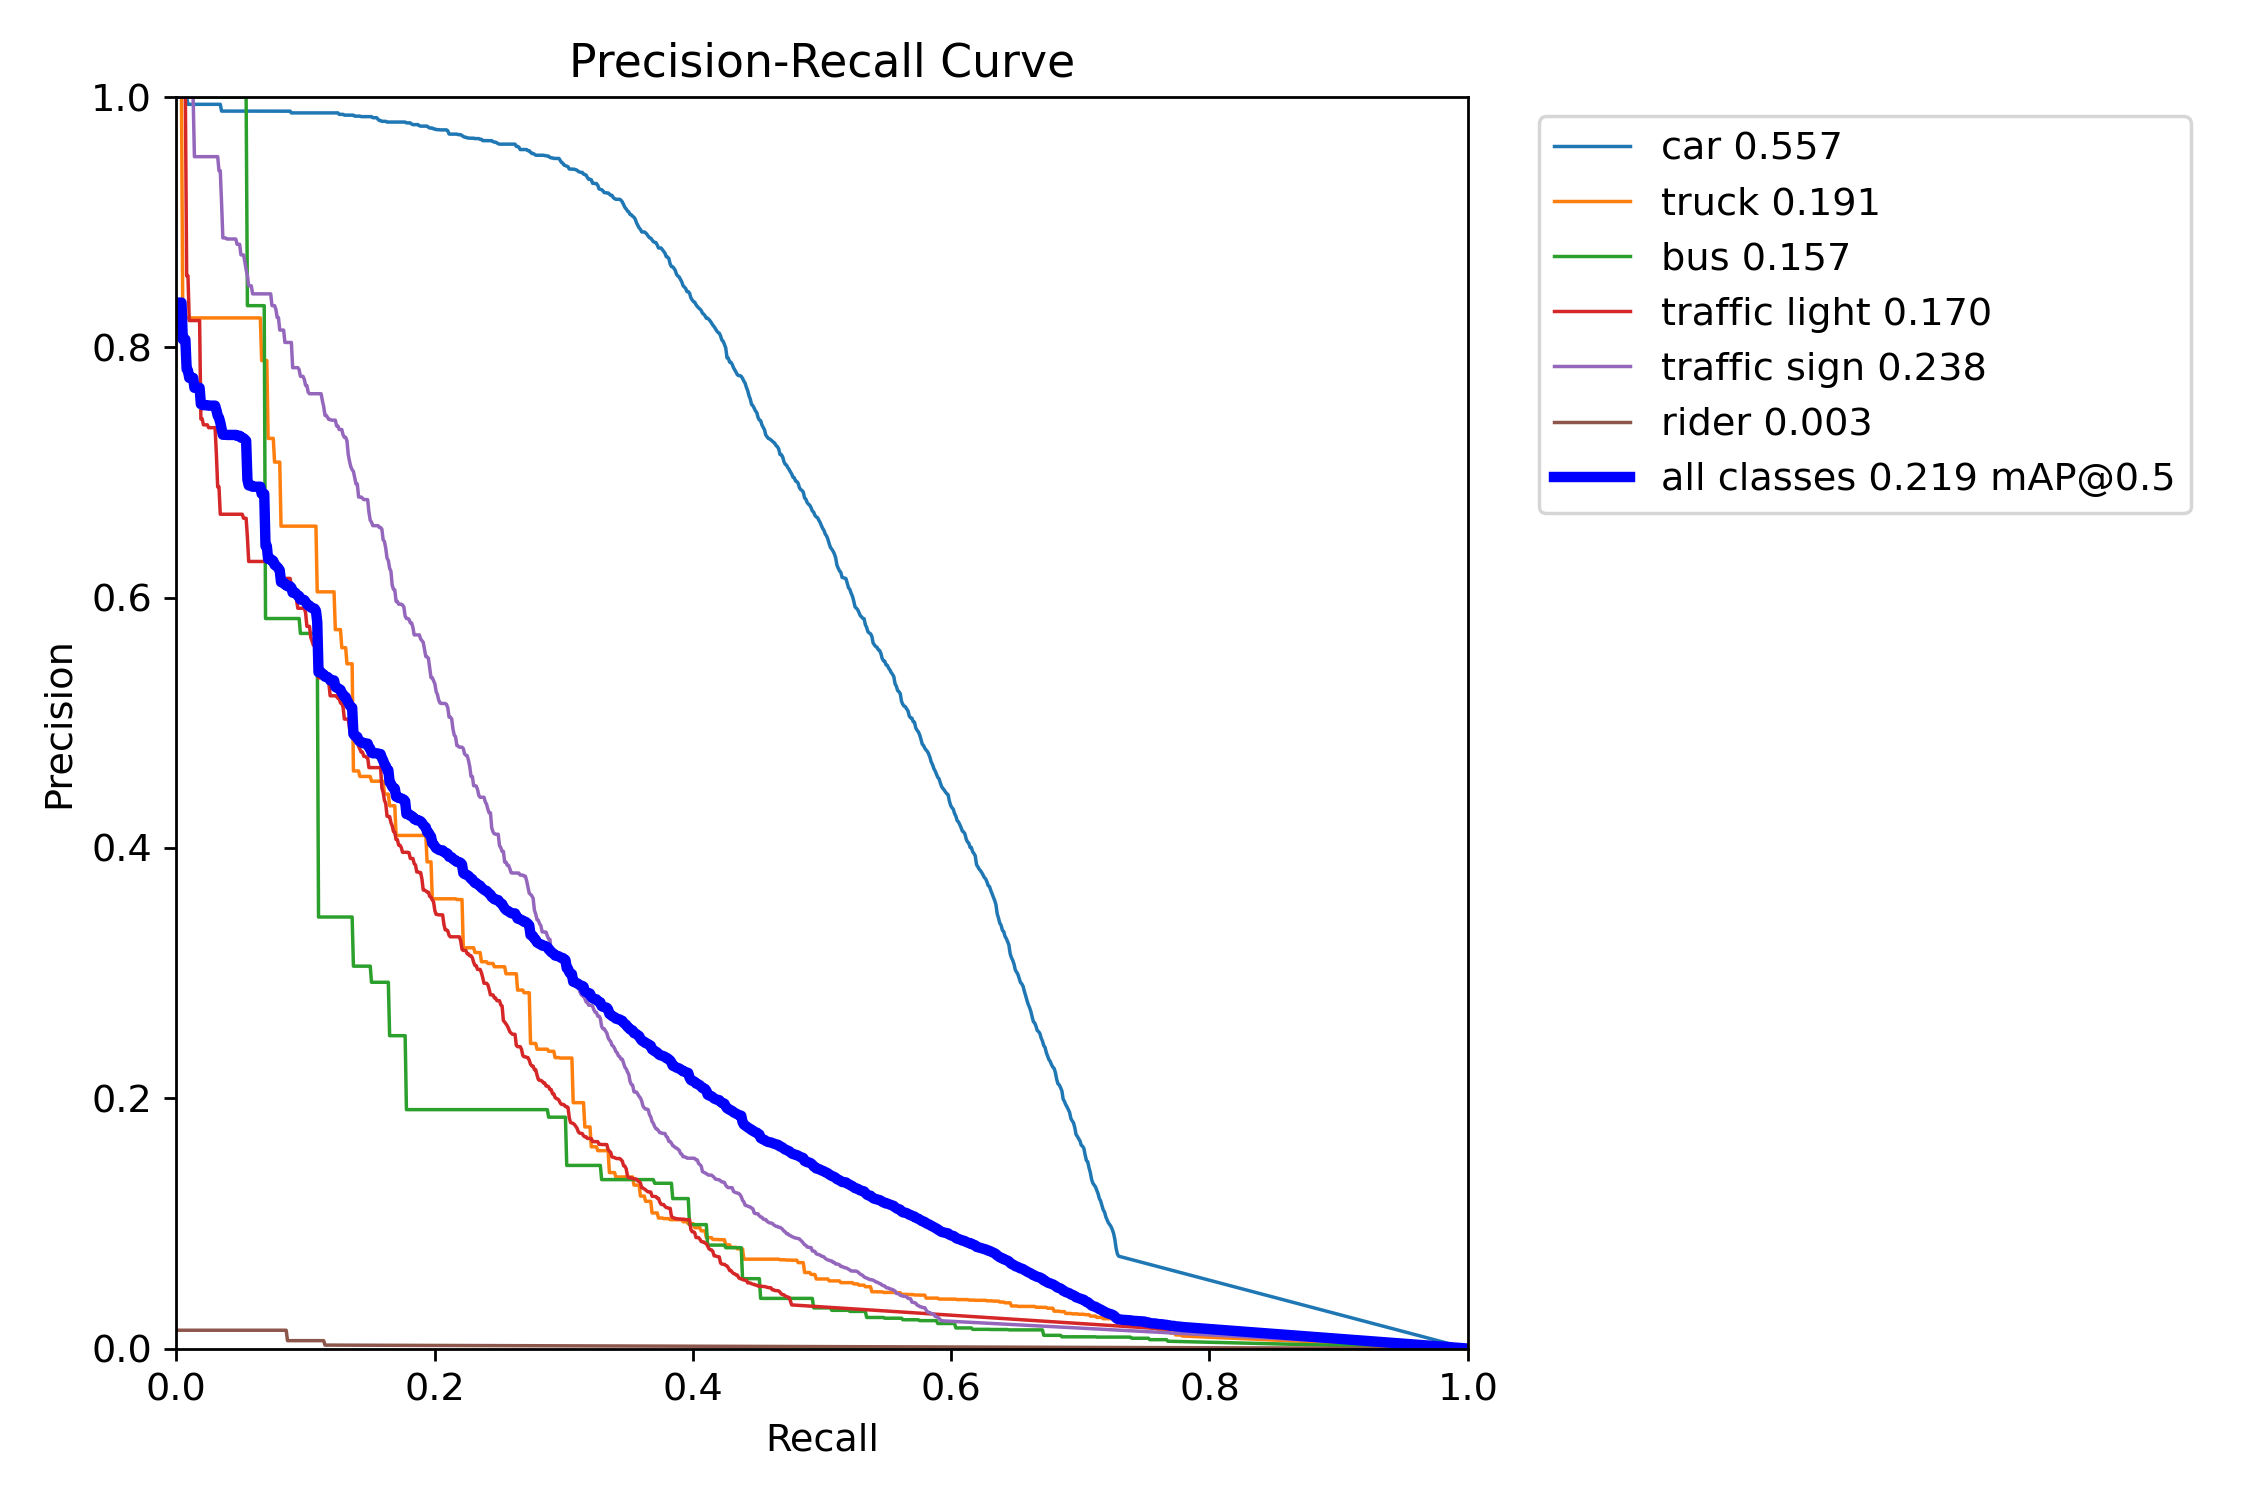 Precision-Recall Curve
1.0
0.8
0.6
0.4
0.2
0.0
Precision
0.0 0.2 0.4 0.6 0.8 1.0
Recall
car 0.557
truck 0.191
bus 0.157
traffic light 0.170
traffic sign 0.238
rider 0.003
all classes 0.219 mAP@0.5